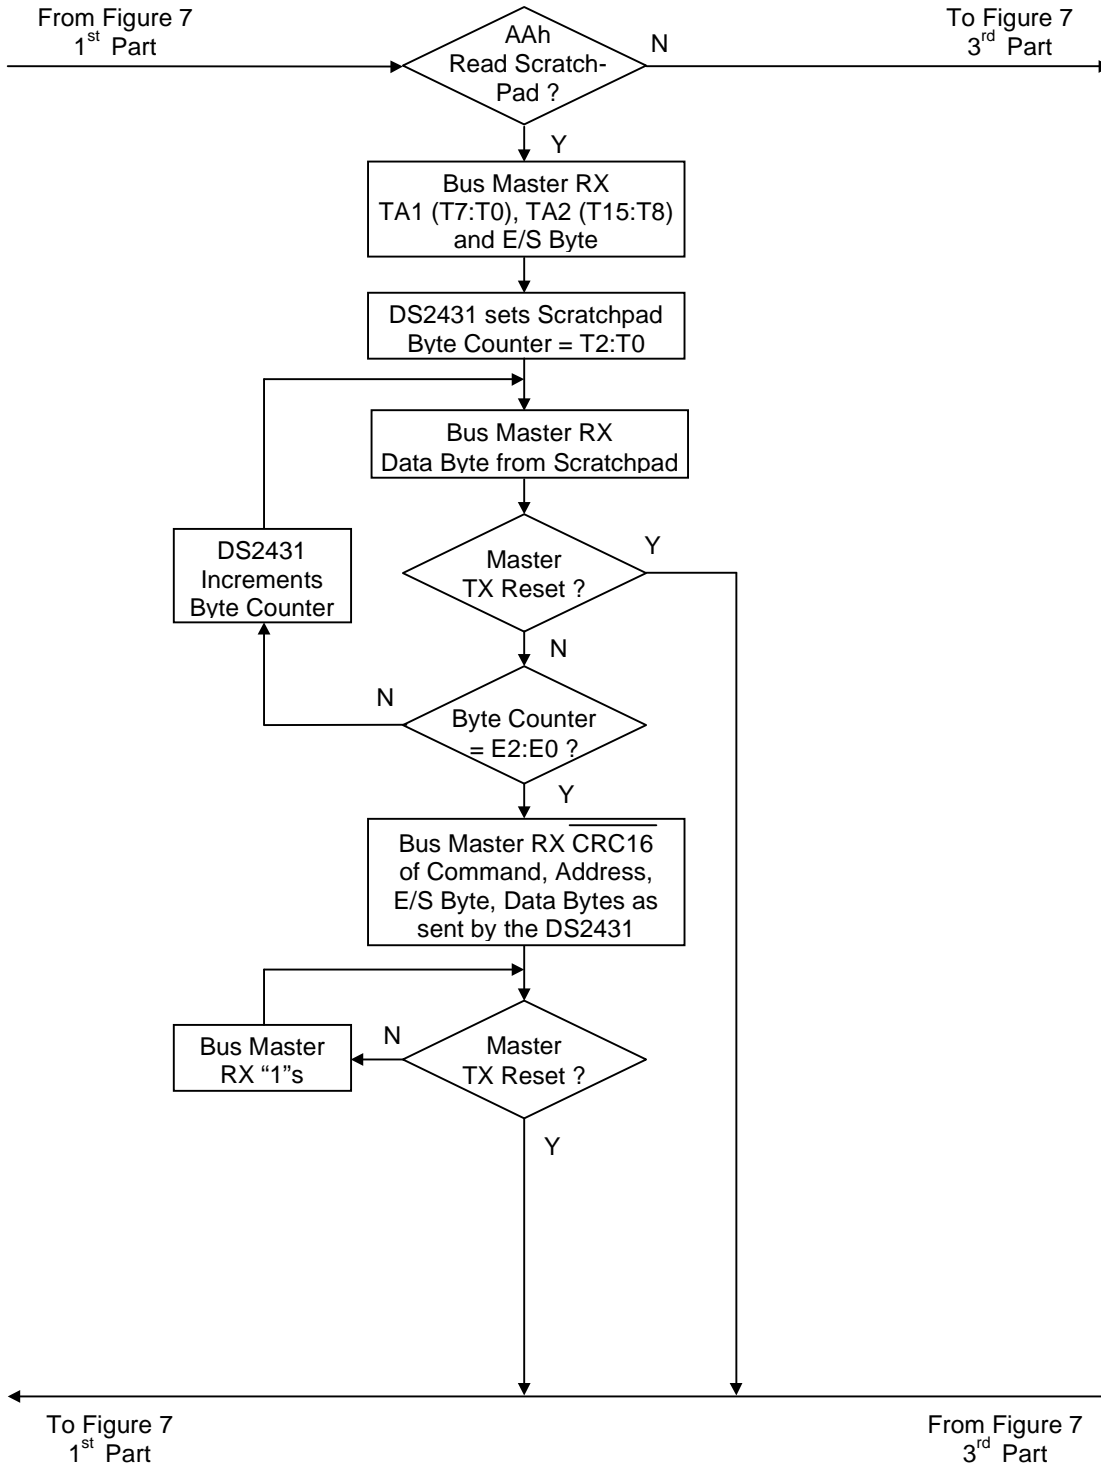 From Figure 7
1st Part
To Figure 7
3rd Part
AAh
Read Scratch-
Pad ?
N
Y
Bus Master RX
TA1 (T7:T0), TA2 (T15:T8)
and E/S Byte
DS2431 sets Scratchpad
Byte Counter = T2:T0
Bus Master RX
Data Byte from Scratchpad
DS2431
Increments
Byte Counter
Master
TX Reset ?
Y
N
N
Byte Counter
= E2:E0 ?
Y
Bus Master RX CRC16
of Command, Address,
E/S Byte, Data Bytes as
sent by the DS2431
Bus Master
RX “1”s
N
Master
TX Reset ?
Y
To Figure 7
1st Part
From Figure 7
3rd Part